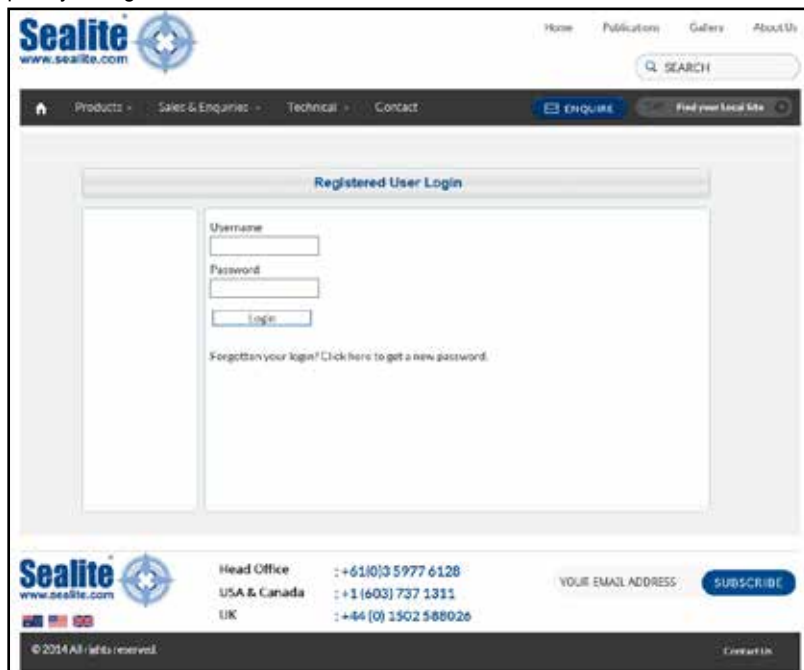 Sealite
www.sealite.com
Home Publications Gallery About Us
SEARCH
Products Sales & Enquiries Technical Contact ENQUIRE Find your Local Site
Registered User Login
Username
Password
Login
Forgotten your login? Click here to get a new password.
Sealite
www.sealite.com
Head Office : +61(0)3 5977 6128
USA & Canada : +1 (603) 737 1311
UK : +44 (0) 1502 588026
YOUR EMAIL ADDRESS SUBSCRIBE
© 2014 All rights reserved. Contact Us